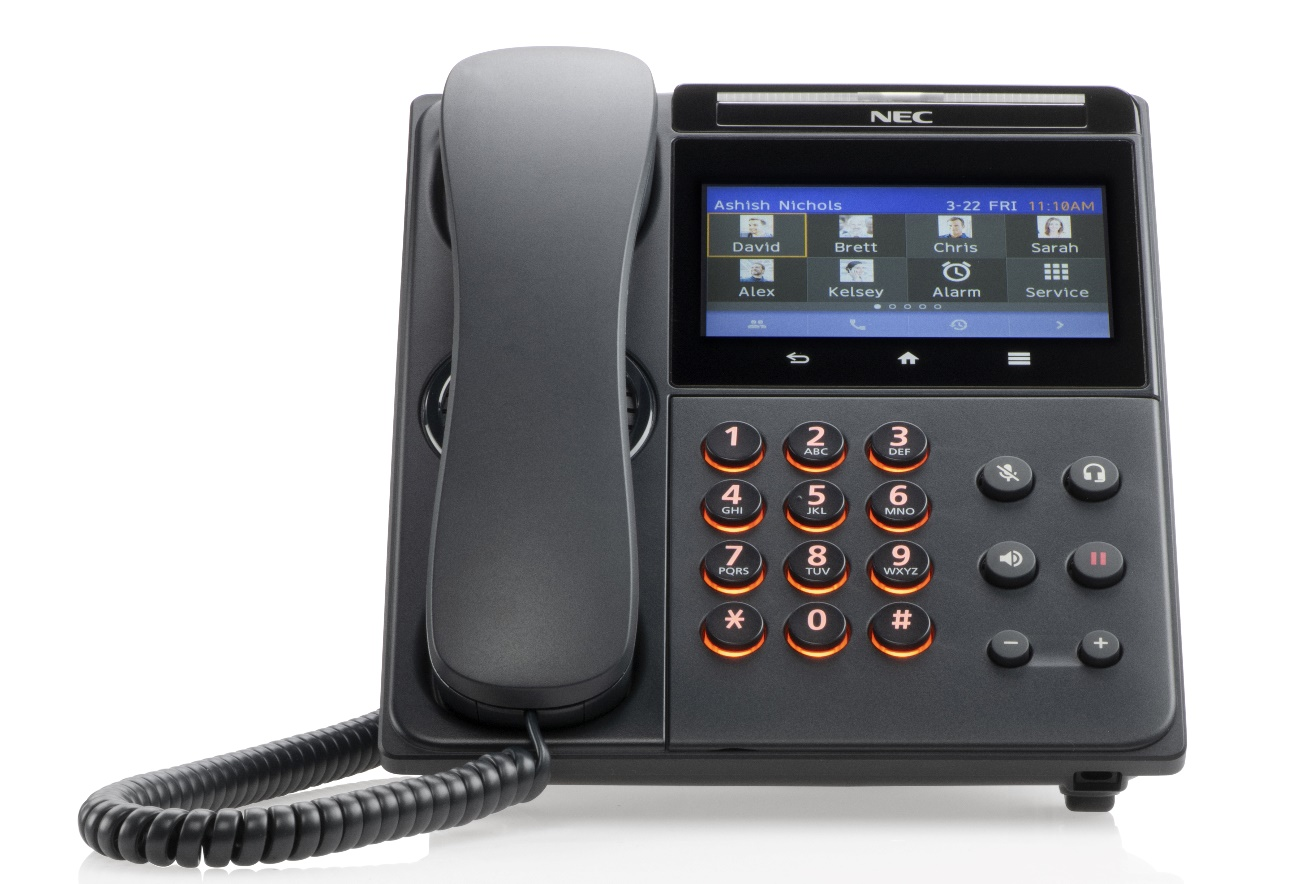 NEC
Ashish Nichols 3-22 FRI 11:10AM
David Brett Chris Sarah
Alex Kelsey Alarm Service
1 2 3
ABC DEF
4 5 6
GHI JKL MNO
7 8 9
PQRS TUV WXYZ
* 0 #
− +